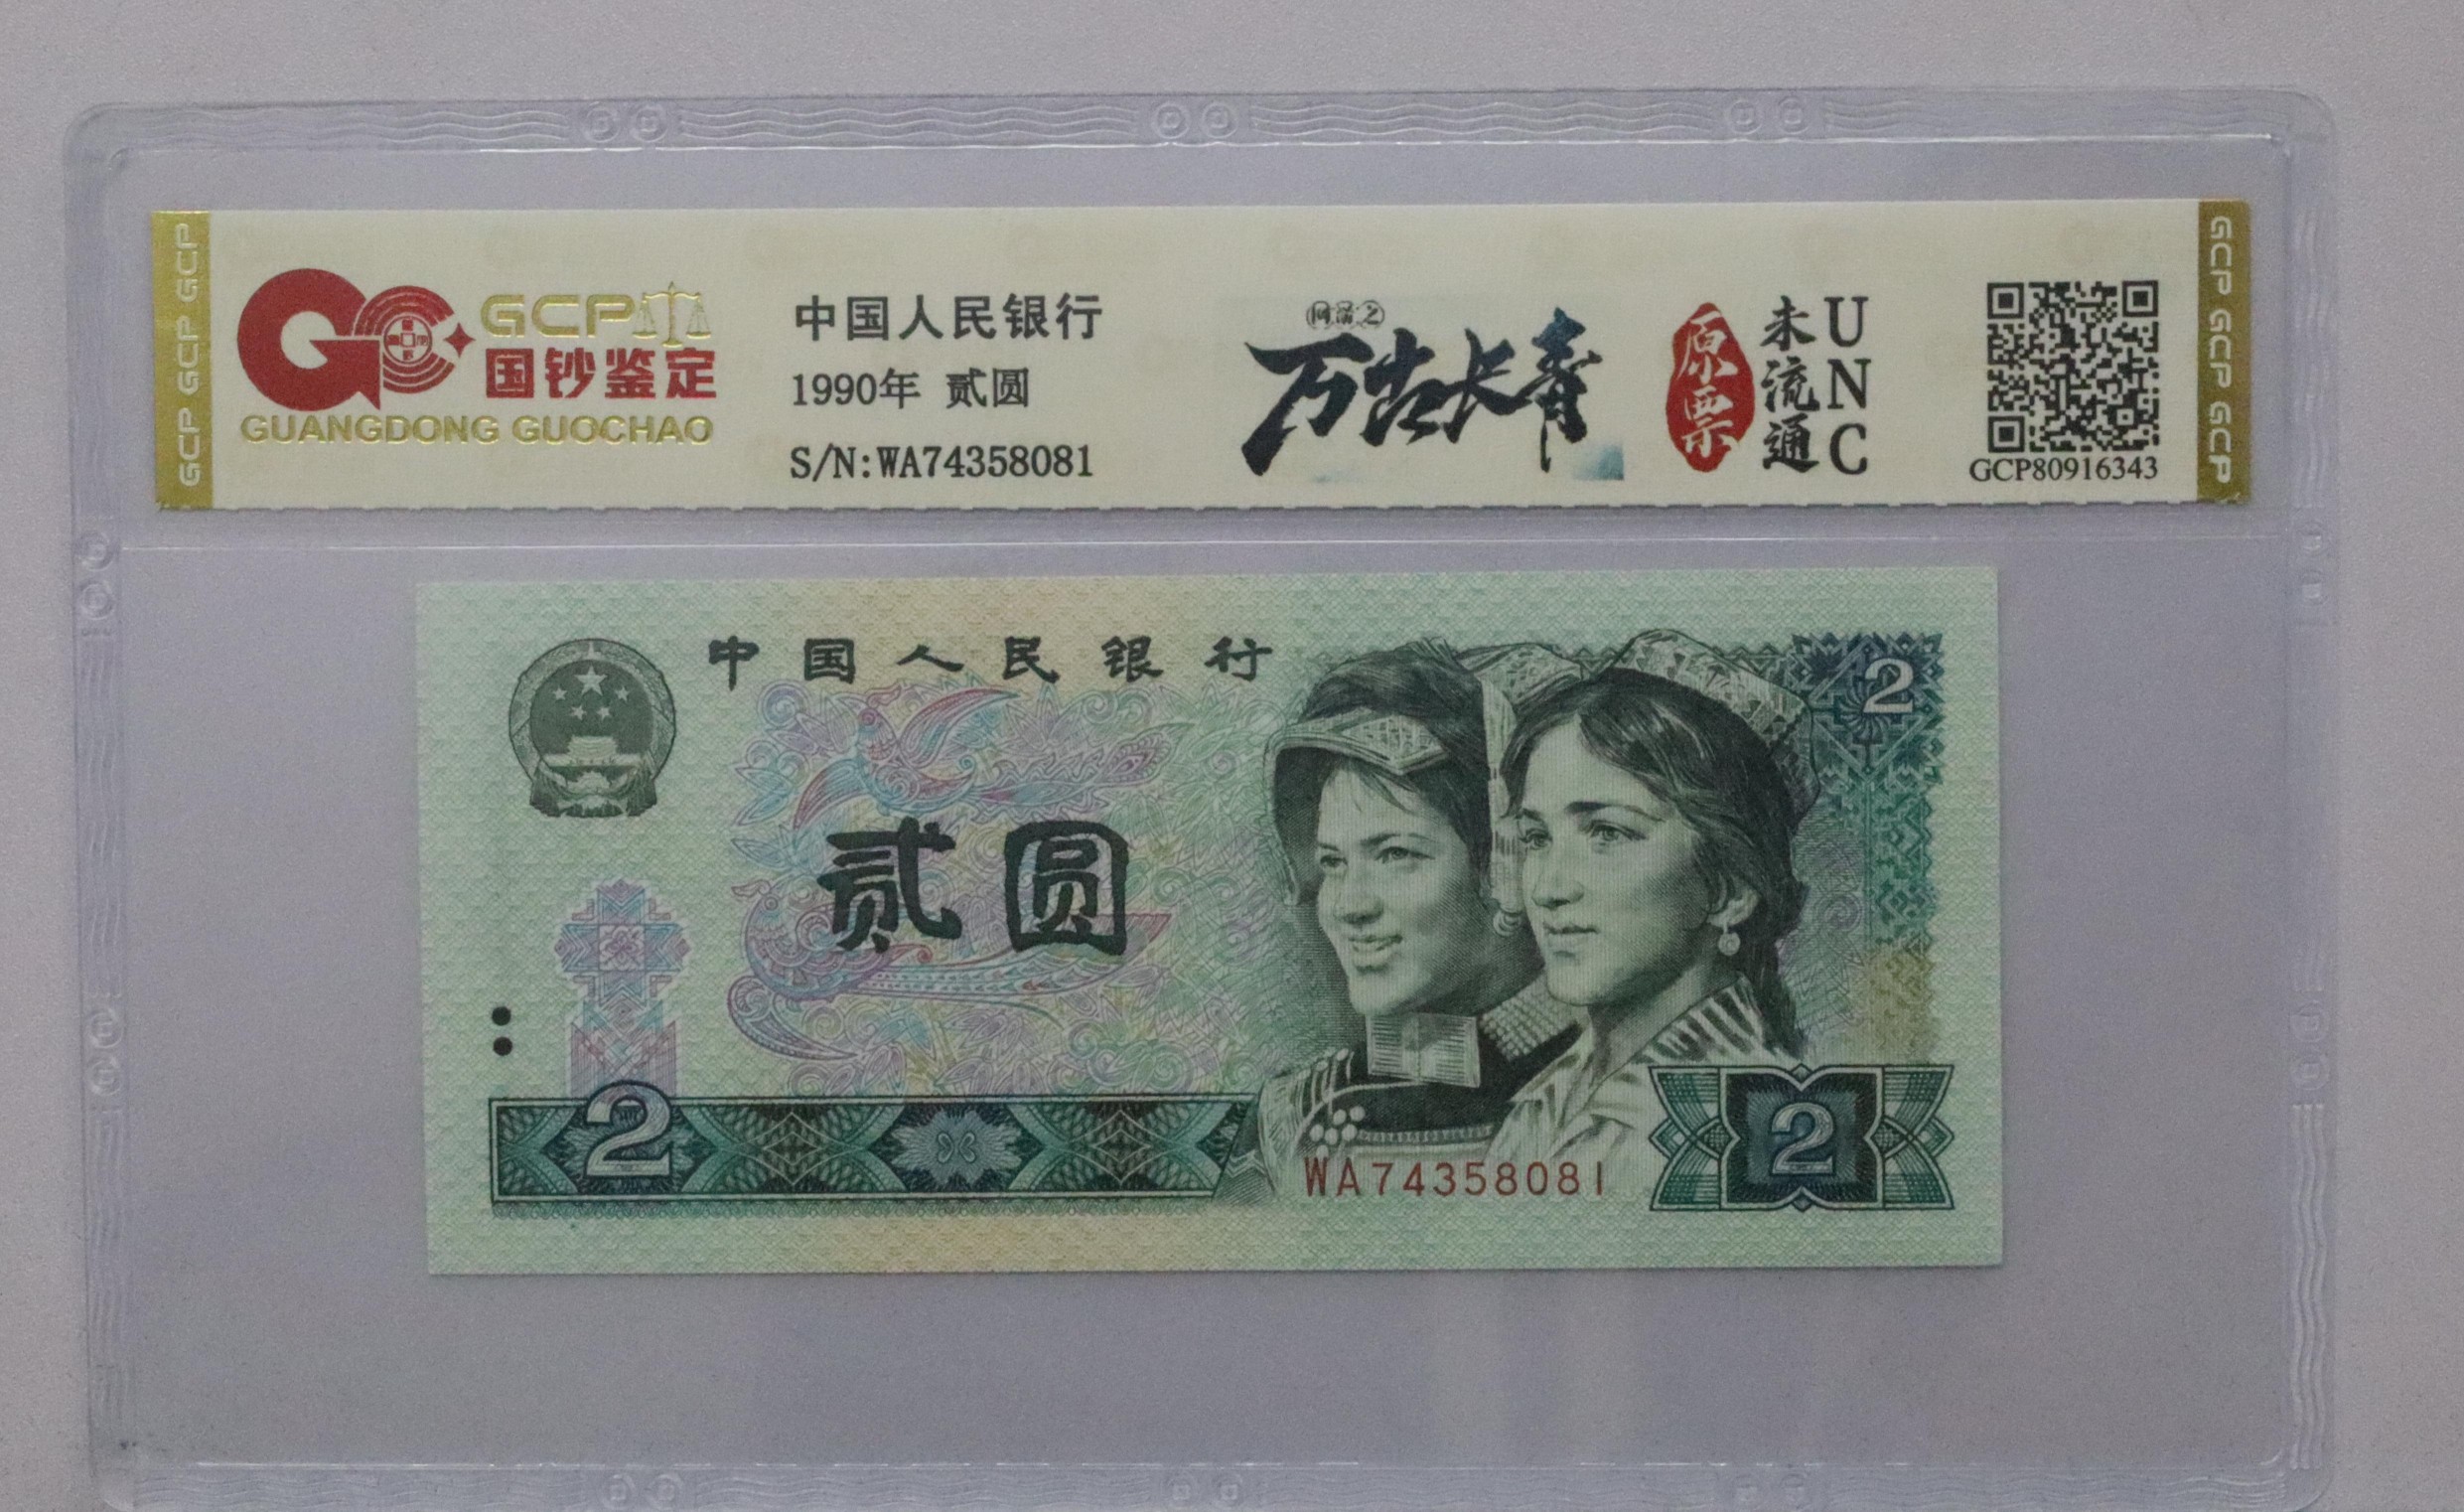 GCP GCP GCP
GCP
国钞鉴定
GUANGDONG GUOCHAO
中国人民银行
1990年 贰圆
S/N:WA74358081
万古长青
原票
未流通
UNC
GCP80916343
GCP GCP GCP
中国人民银行
2
贰圆
2
WA74358081
2